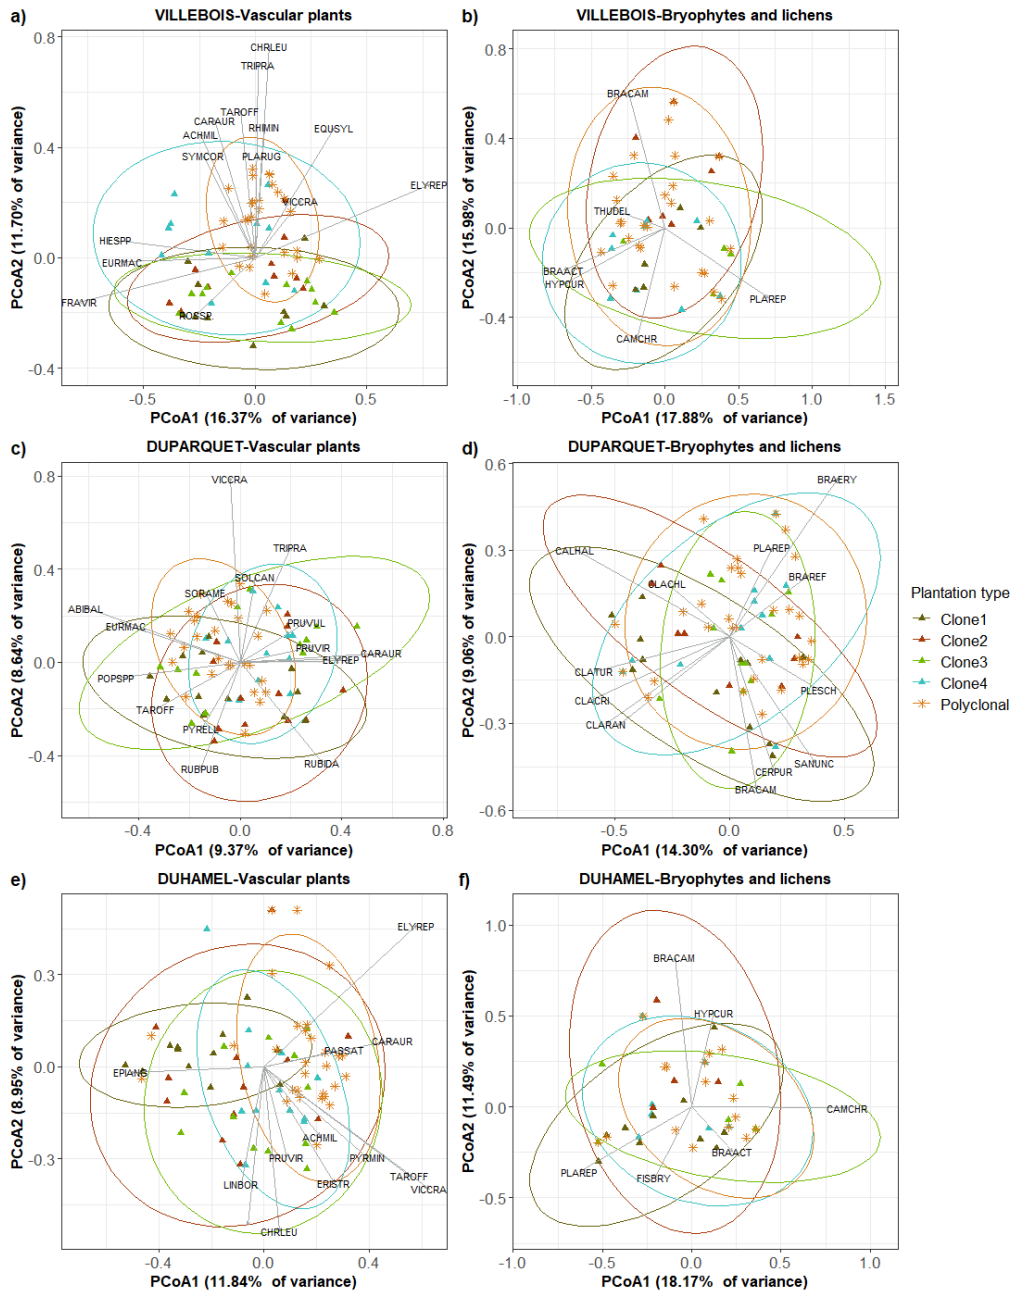 a)
VILLEBOIS-Vascular plants
PCoA2 (11.70% of variance)
0.8
0.4
0.0
-0.4
CHRLEU
TRIPRA
TAROFF
CARAUR
RHIMIN
EQUSYL
ACHMIL
SYMCOR
PLARUG
ELYREP
VICCRA
HIESPP
EURMAC
FRAVIR
-0.5
0.0
0.5
PCoA1 (16.37% of variance)
b)
VILLEBOIS-Bryophytes and lichens
PCoA2 (15.98% of variance)
0.8
0.4
0.0
-0.4
BRACAM
THUDEL
BRAACT
HYPCUR
PLAREP
CAMCHR
-1.0
-0.5
0.0
0.5
1.0
1.5
PCoA1 (17.88% of variance)
c)
DUPARQUET-Vascular plants
PCoA2 (8.64% of variance)
0.8
0.4
0.0
-0.4
VICCRA
TRIPRA
SOLCAN
SORAME
ABIBAL
EURMAC
PRUVUL
PRUVIR
CARAUR
ELYREP
POPSPP
TAROFF
PYRELL
RUBPUB
RUBIDA
-0.4
0.0
0.4
0.8
PCoA1 (9.37% of variance)
d)
DUPARQUET-Bryophytes and lichens
PCoA2 (9.06% of variance)
0.6
0.3
0.0
-0.3
-0.6
BRAERY
CALHAL
PLAREP
CLACHL
BRAREF
CLATUR
PLESCH
CLACRI
CLARAN
SANUNC
CERPUR
BRACAM
-0.5
0.0
0.5
PCoA1 (14.30% of variance)
Plantation type
Clone1
Clone2
Clone3
Clone4
Polyclonal
e)
DUHAMEL-Vascular plants
PCoA2 (8.95% of variance)
0.3
0.0
-0.3
ELYREP
CARAUR
PASSAT
EPIANG
ACHMIL
PRUVIR
PYRMIN
TAROFF
LINBOR
ERISTR
VICCRA
CHRLEU
-0.4
0.0
0.4
PCoA1 (11.84% of variance)
f)
DUHAMEL-Bryophytes and lichens
PCoA2 (11.49% of variance)
1.0
0.5
0.0
-0.5
BRACAM
HYPCUR
CAMCHR
BRAACT
PLAREP
FISBRY
-1.0
-0.5
0.0
0.5
1.0
PCoA1 (18.17% of variance)